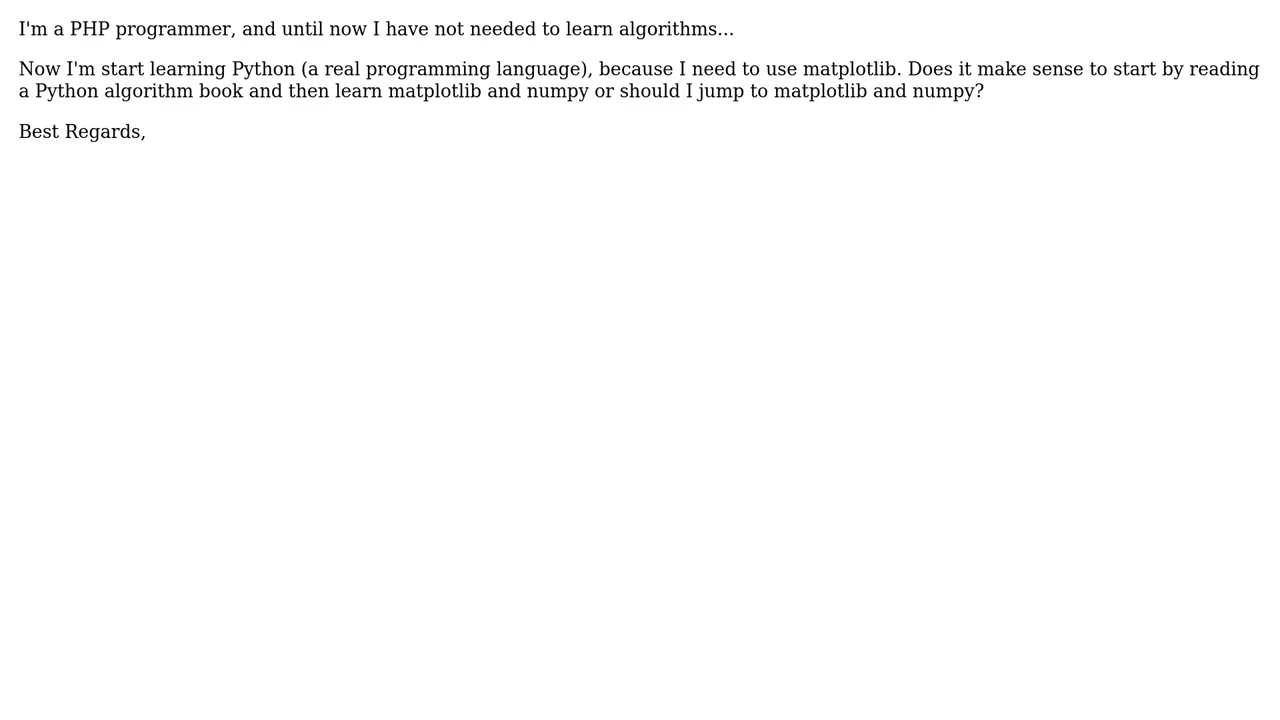 I'm a PHP programmer, and until now I have not needed to learn algorithms...
Now I'm start learning Python (a real programming language), because I need to use matplotlib. Does it make sense to start by reading
a Python algorithm book and then learn matplotlib and numpy or should I jump to matplotlib and numpy?
Best Regards,